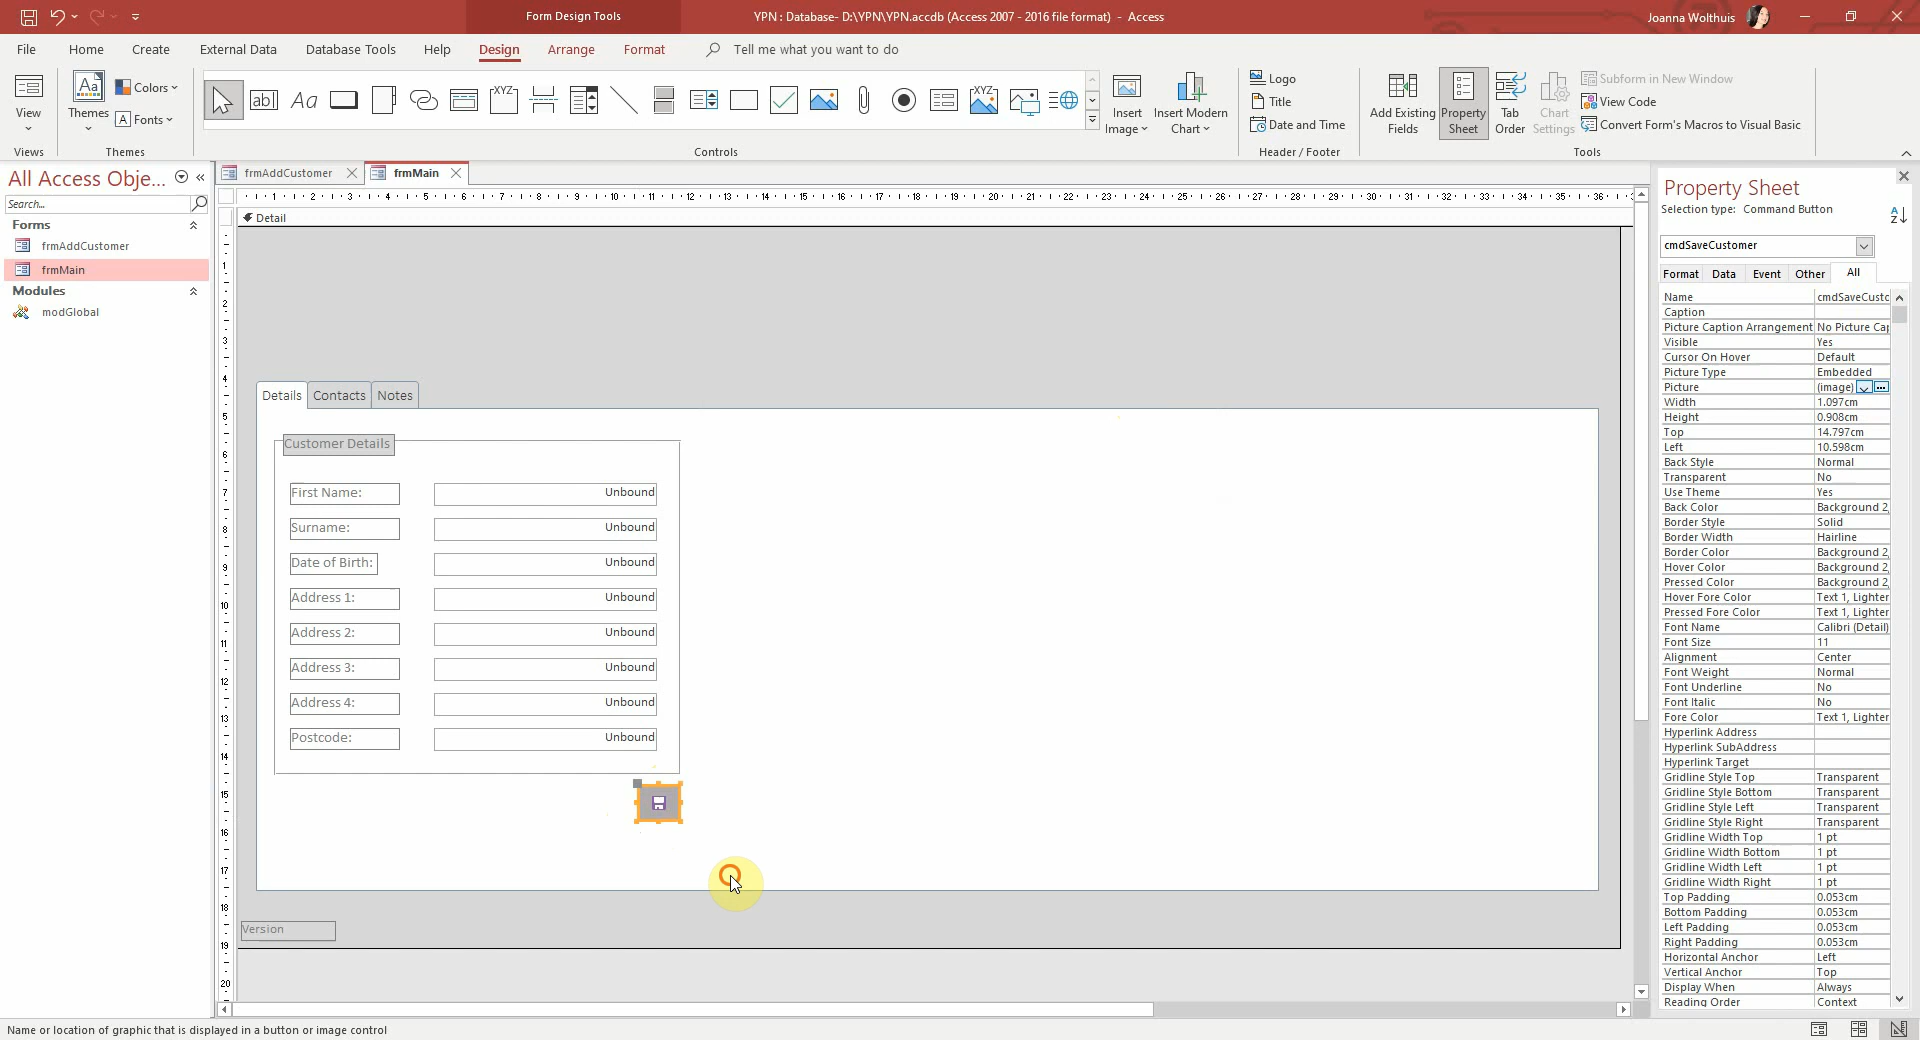 Form Design Tools
YPN : Database- D:\YPN\YPN.accdb (Access 2007 - 2016 file format) - Access
Joanna Wolthuis
File Home Create External Data Database Tools Help Design Arrange Format Tell me what you want to do
View
Views
Themes
Colors
Fonts
Themes
Controls
Insert Image
Insert Modern Chart
Logo
Title
Date and Time
Header / Footer
Add Existing Fields
Property Sheet
Tab Order
Chart Settings
Subform in New Window
View Code
Convert Form's Macros to Visual Basic
Tools
All Access Obje...
Search...
Forms
frmAddCustomer
frmMain
Modules
modGlobal
frmAddCustomer frmMain
Detail
Details Contacts Notes
Customer Details
First Name: Unbound
Surname: Unbound
Date of Birth: Unbound
Address 1: Unbound
Address 2: Unbound
Address 3: Unbound
Address 4: Unbound
Postcode: Unbound
Version
Property Sheet
Selection type: Command Button
cmdSaveCustomer
Format Data Event Other All
Name cmdSaveCustc
Caption
Picture Caption Arrangement No Picture Cap
Visible Yes
Cursor On Hover Default
Picture Type Embedded
Picture (image)
Width 1.097cm
Height 0.908cm
Top 14.797cm
Left 10.598cm
Back Style Normal
Transparent No
Use Theme Yes
Back Color Background 2,
Border Style Solid
Border Width Hairline
Border Color Background 2,
Hover Color Background 2,
Pressed Color Background 2,
Hover Fore Color Text 1, Lighter
Pressed Fore Color Text 1, Lighter
Font Name Calibri (Detail)
Font Size 11
Alignment Center
Font Weight Normal
Font Underline No
Font Italic No
Fore Color Text 1, Lighter
Hyperlink Address
Hyperlink SubAddress
Hyperlink Target
Gridline Style Top Transparent
Gridline Style Bottom Transparent
Gridline Style Left Transparent
Gridline Style Right Transparent
Gridline Width Top 1 pt
Gridline Width Bottom 1 pt
Gridline Width Left 1 pt
Gridline Width Right 1 pt
Top Padding 0.053cm
Bottom Padding 0.053cm
Left Padding 0.053cm
Right Padding 0.053cm
Horizontal Anchor Left
Vertical Anchor Top
Display When Always
Reading Order Context
Name or location of graphic that is displayed in a button or image control